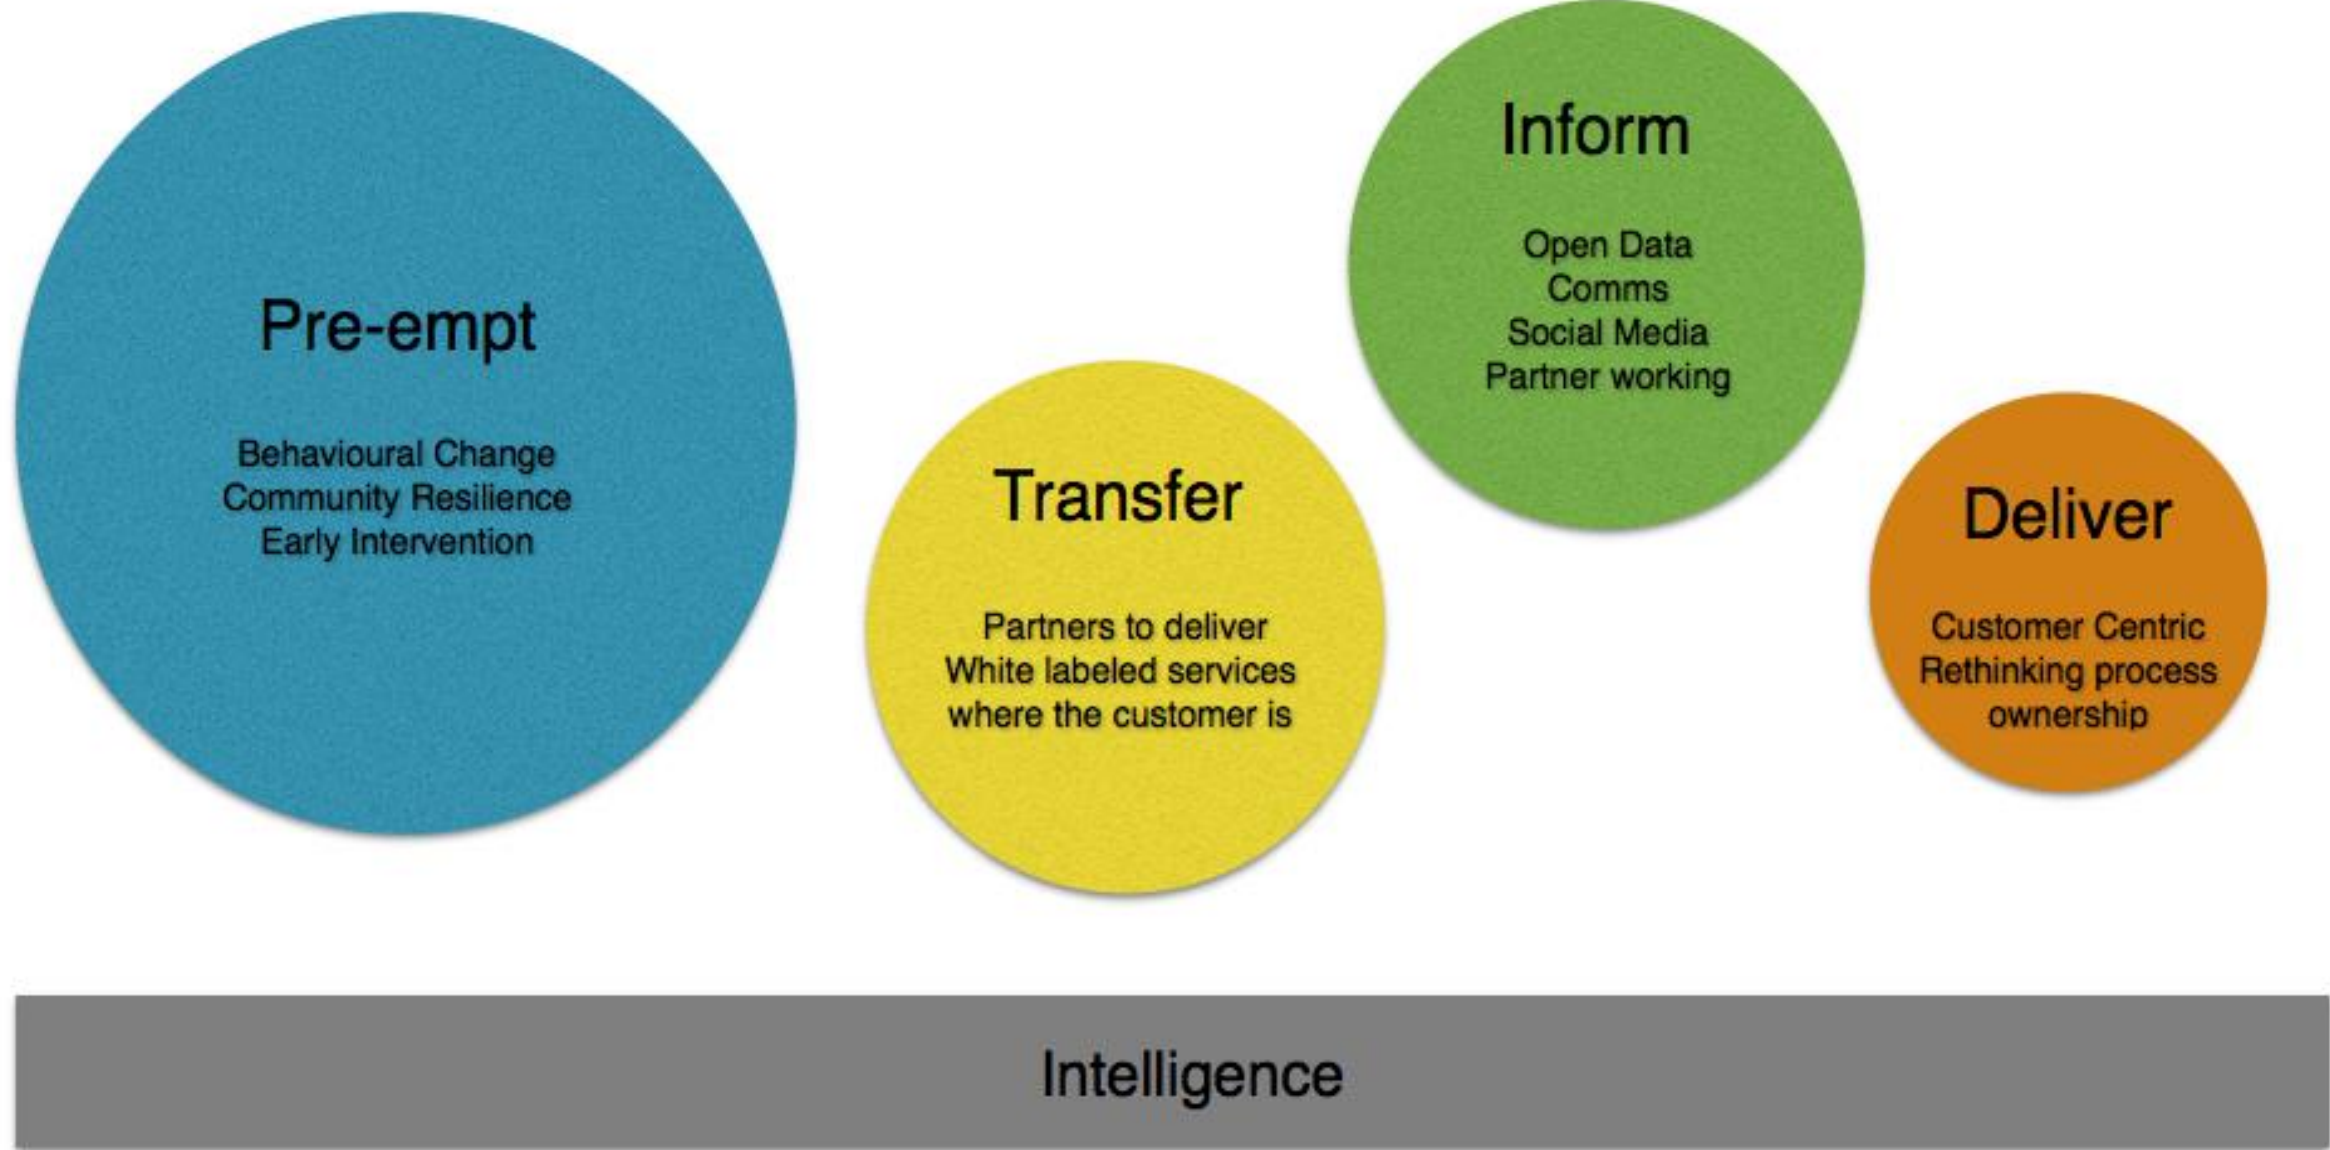 Pre-empt
Behavioural Change
Community Resilience
Early Intervention
Transfer
Partners to deliver
White labeled services
where the customer is
Inform
Open Data
Comms
Social Media
Partner working
Deliver
Customer Centric
Rethinking process
ownership
Intelligence